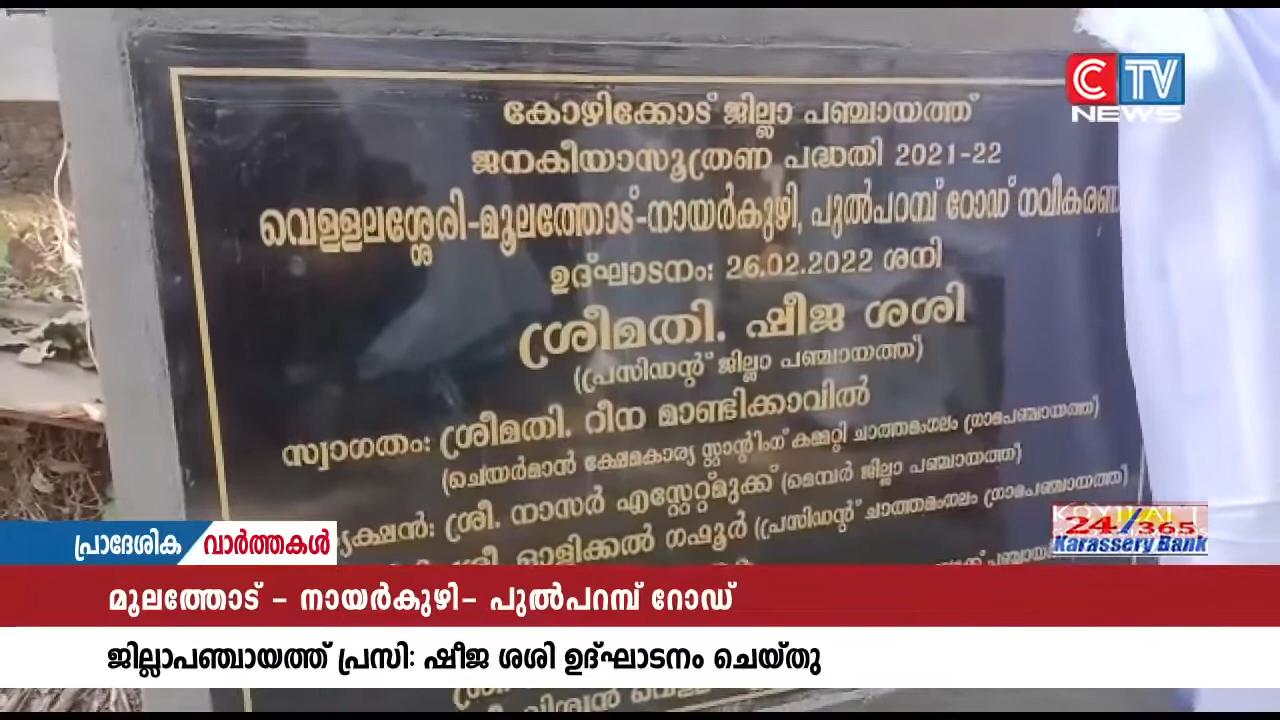 C TV
NEWS
കോഴിക്കോട് ജില്ലാ പഞ്ചായത്ത്
ജനകീയാസൂത്രണ പദ്ധതി 2021-22
വെള്ളലശ്ശേരി-മൂലത്തോട്-നായർകുഴി, പുൽപറമ്പ് റോഡ് നവീകരണ
ഉദ്ഘാടനം: 26.02.2022 ശനി
ശ്രീമതി. ഷീജ ശശി
(പ്രസിഡന്റ് ജില്ലാ പഞ്ചായത്ത്)
സ്വാഗതം: ശ്രീമതി. റീന മാണ്ടിക്കാവിൽ
(ചെയർമാൻ ക്ഷേമകാര്യ സ്റ്റാന്റിംഗ് കമ്മറ്റി ചാത്തമംഗലം ഗ്രാമപഞ്ചായത്ത്)
ശ്രീ. നാസർ എസ്റ്റേറ്റ്മുക്ക് (മെമ്പർ ജില്ലാ പഞ്ചായത്ത്)
ശ്രീ. ഓളിക്കൽ ഗഫൂർ (പ്രസിഡന്റ് ചാത്തമംഗലം ഗ്രാമപഞ്ചായത്ത്)
24/365
Karassery Bank
പ്രാദേശിക വാർത്തകൾ
മൂലത്തോട് - നായർകുഴി- പുൽപറമ്പ് റോഡ്
ജില്ലാപഞ്ചായത്ത് പ്രസി: ഷീജ ശശി ഉദ്ഘാടനം ചെയ്തു